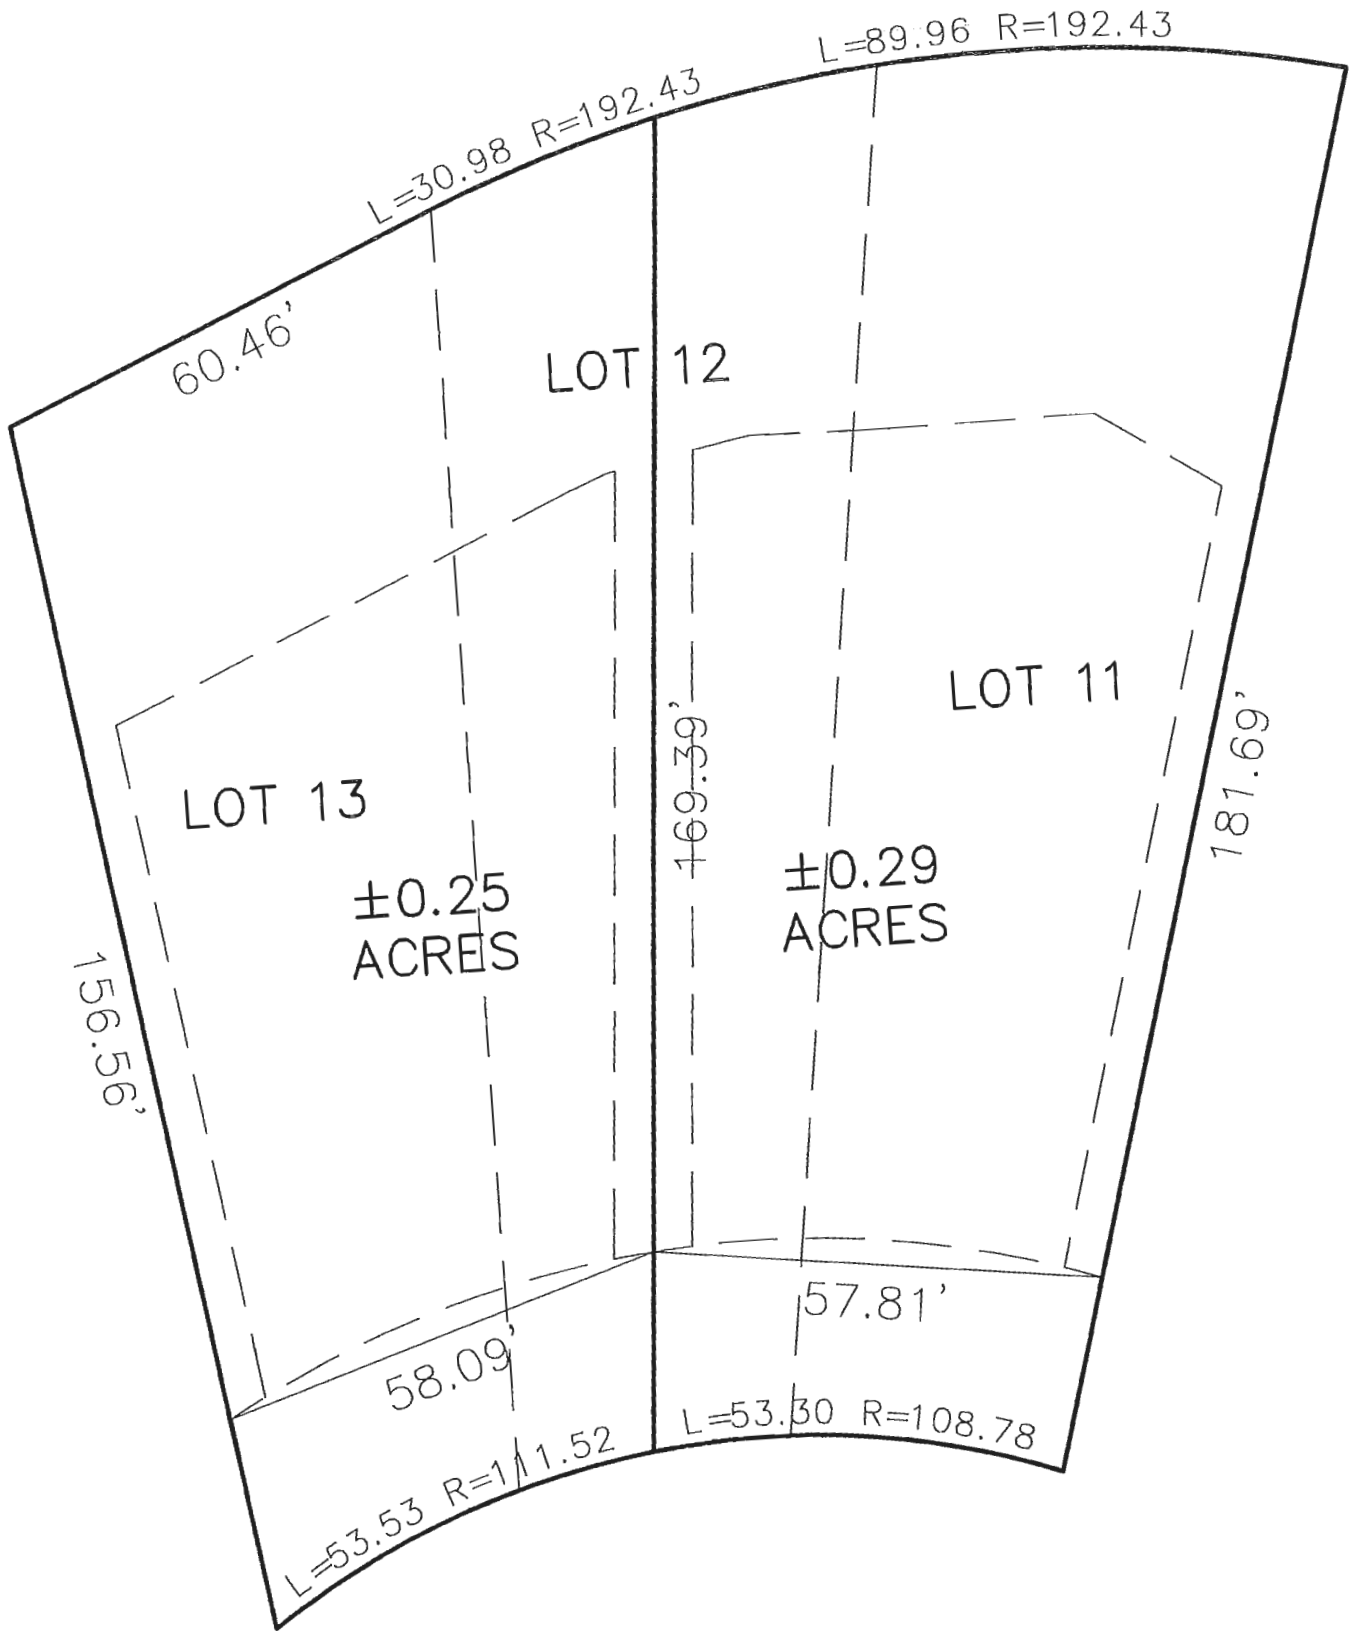 L=89.96 R=192.43
L=30.98 R=192.43
60.46'
LOT 12
LOT 11
169.39'
181.69'
LOT 13
±0.29
ACRES
±0.25
ACRES
156.56'
57.81'
58.09'
L=53.30 R=108.78
L=53.53 R=111.52